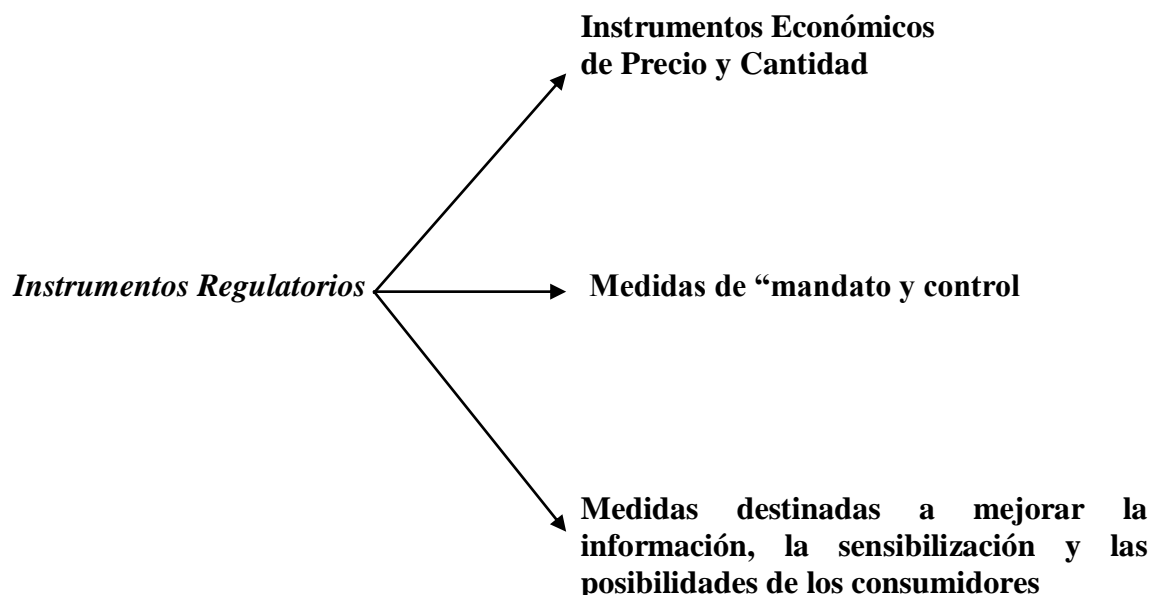 Instrumentos Económicos
de Precio y Cantidad
Instrumentos Regulatorios
Medidas de “mandato y control
Medidas destinadas a mejorar la
información, la sensibilización y las
posibilidades de los consumidores